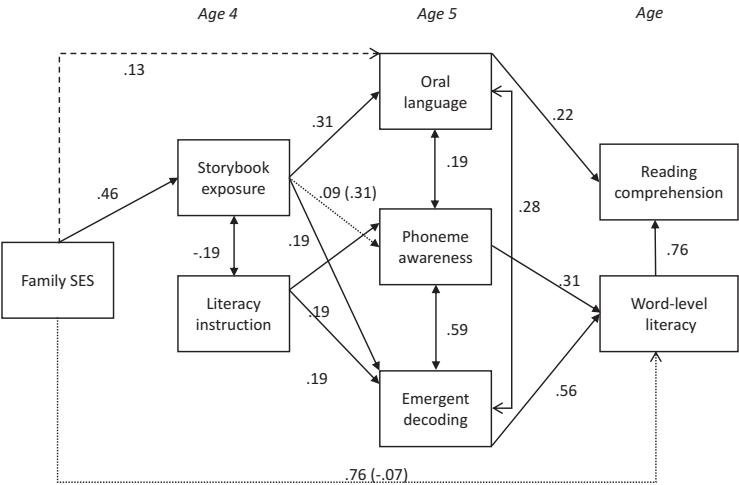 Age 4
Age 5
Age
.13
Oral
language
.31
.22
Storybook
exposure
.46
.09 (.31)
.19
Reading
comprehension
.28
-.19
.19
Phoneme
awareness
.76
Family SES
.31
Literacy
instruction
.19
Word-level
literacy
.59
.19
Emergent
decoding
.56
.76 (-.07)